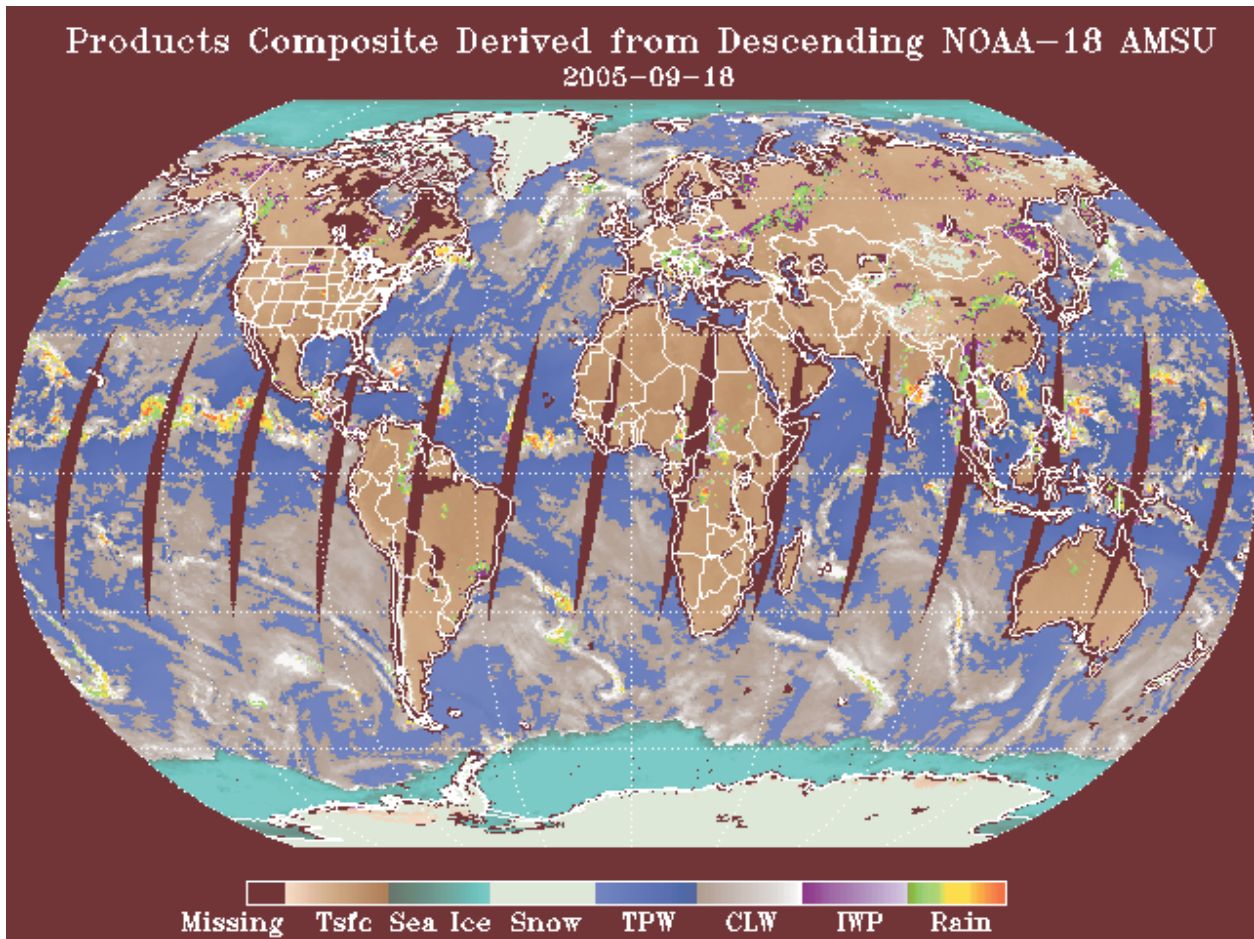 Products Composite Derived from Descending NOAA-18 AMSU
2005-09-18
Missing Tsfc Sea Ice Snow TPW CLW IWP Rain